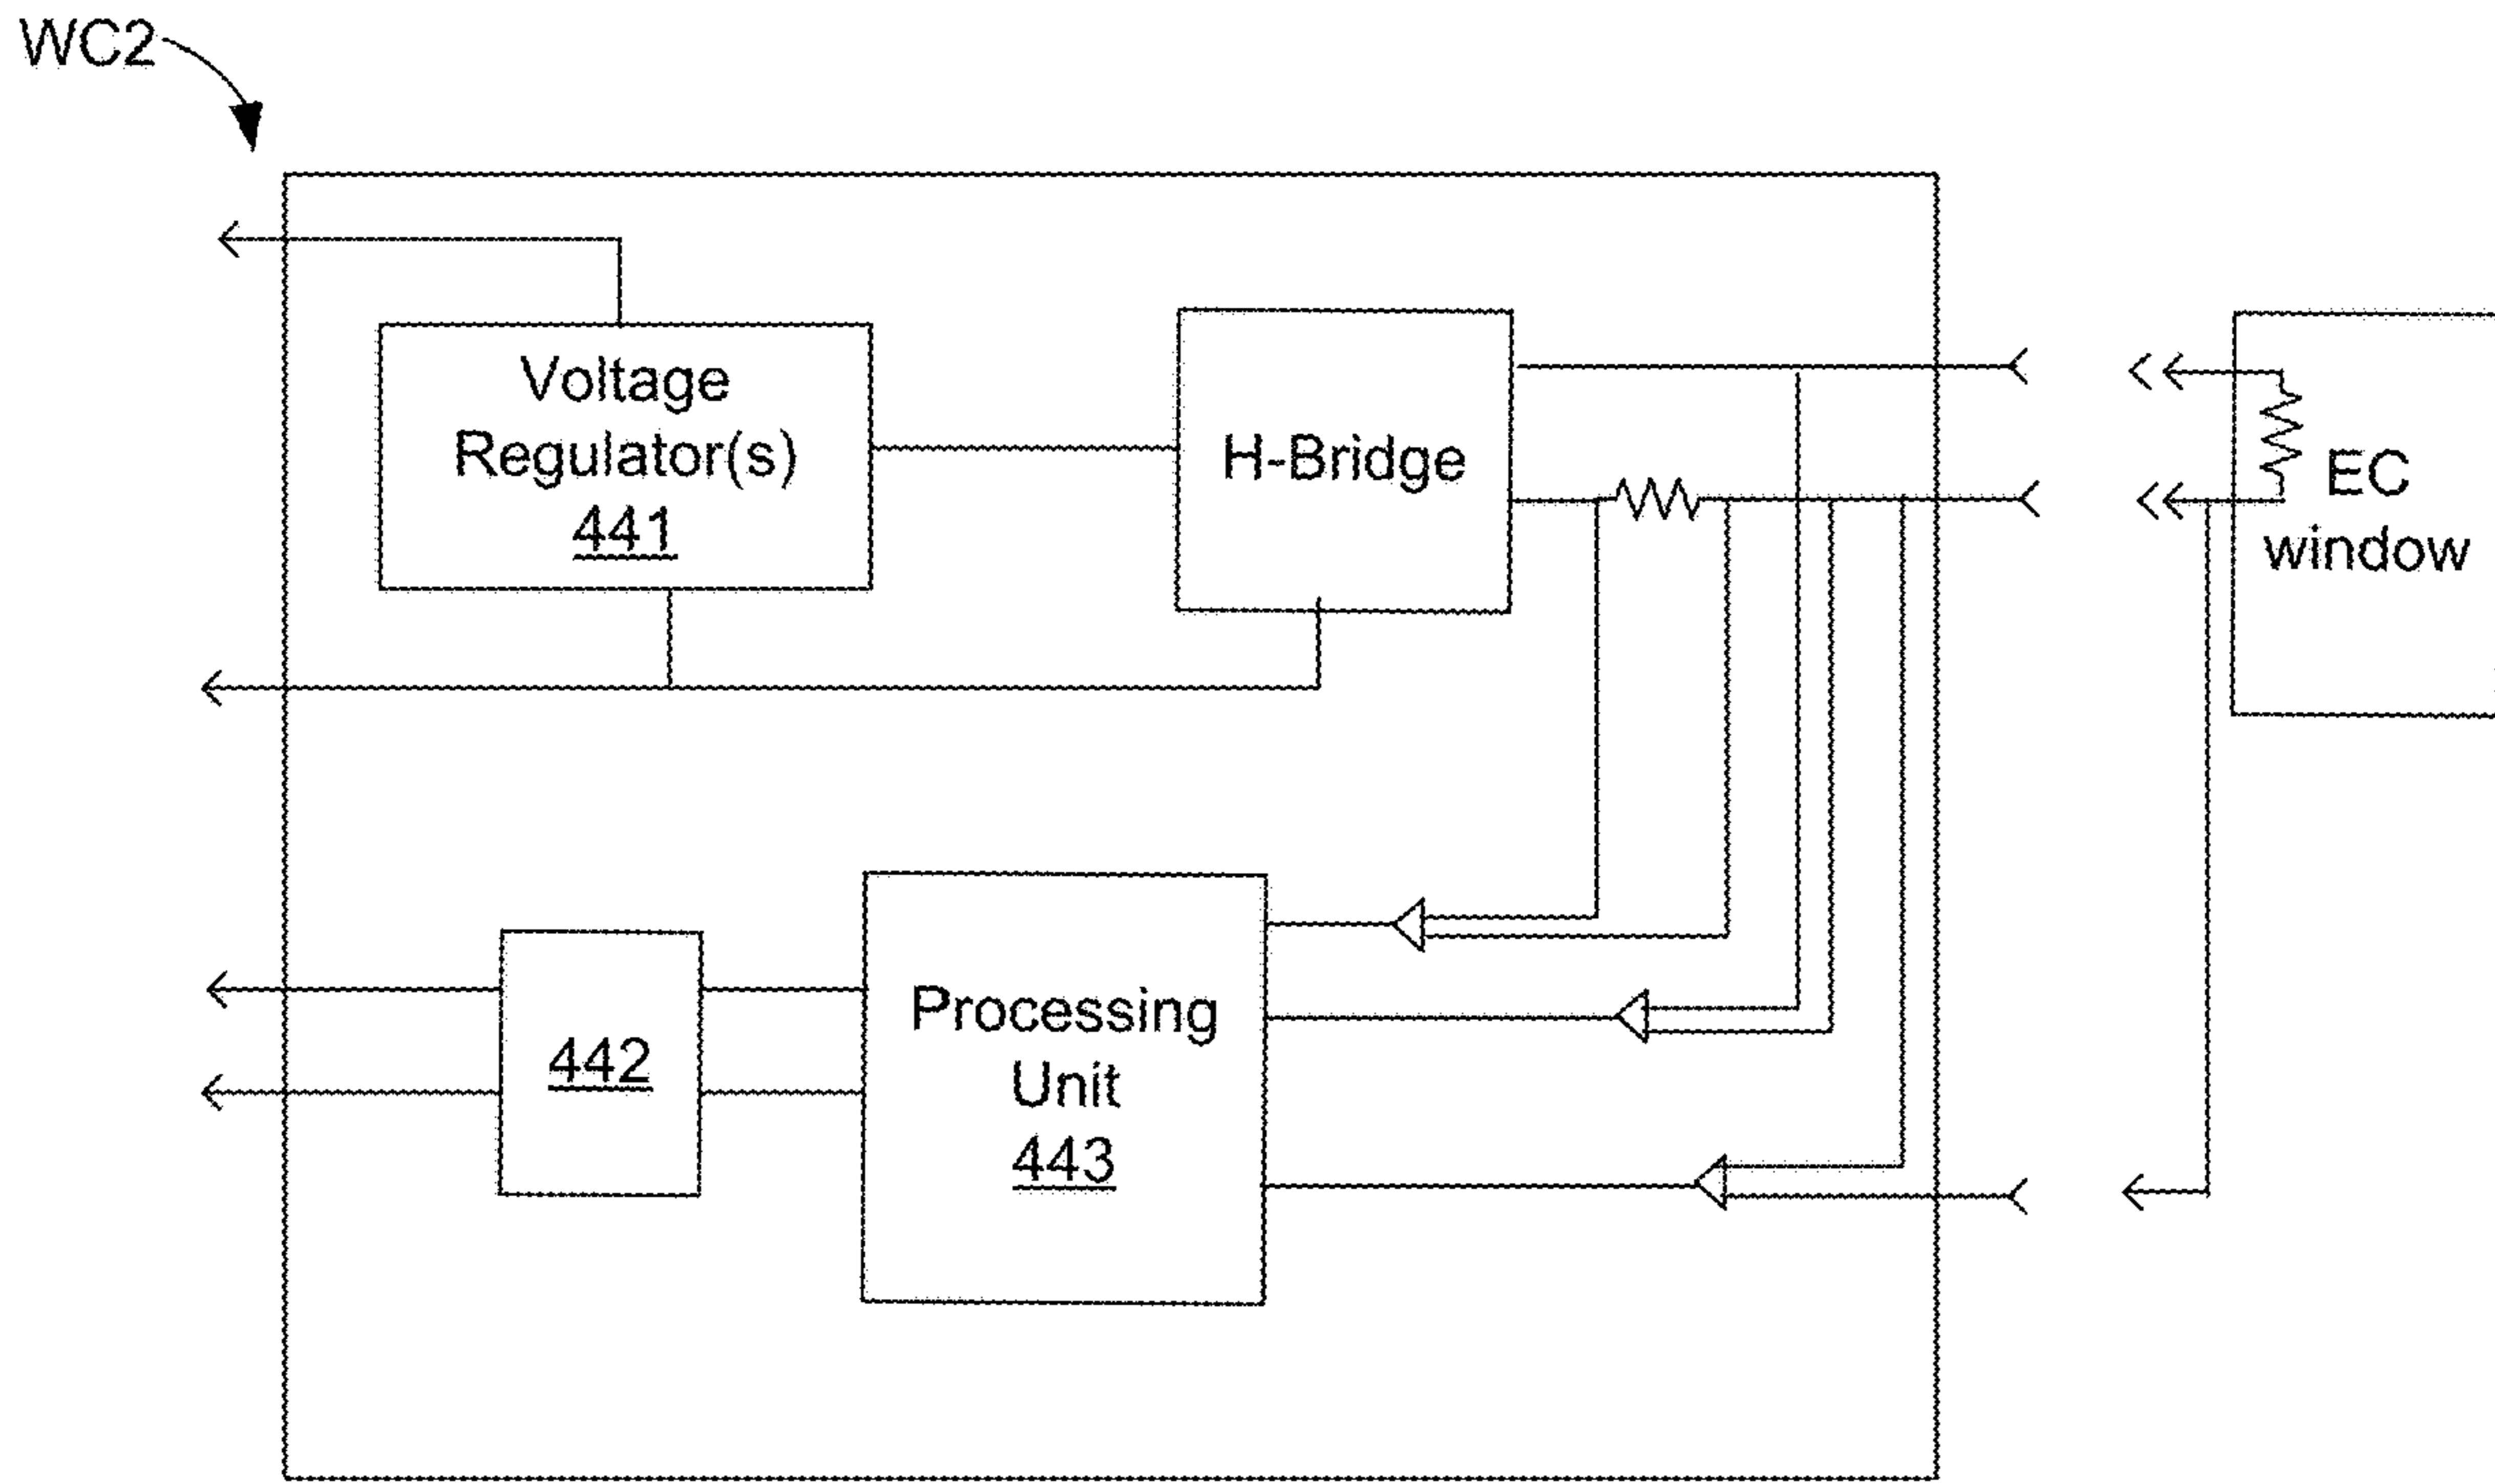 WC2
Voltage
Regulator(s)
441
H-Bridge
EC
window
442
Processing
Unit
443